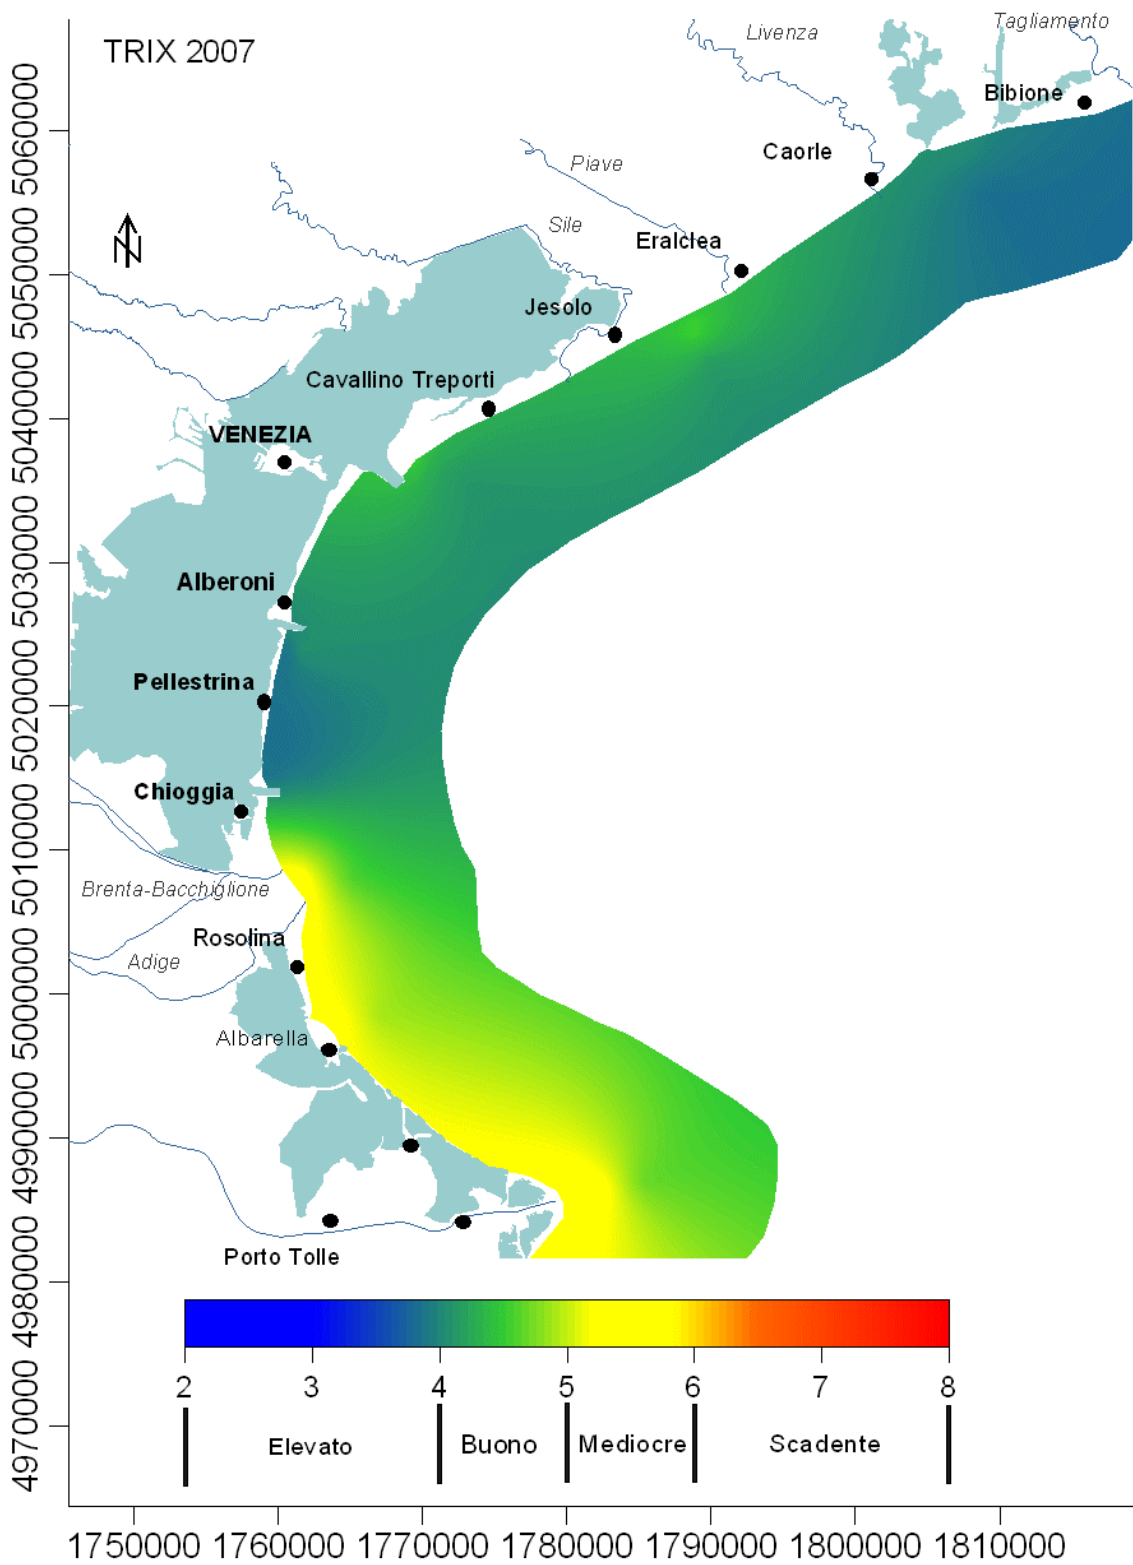 TRIX 2007
Livenza
Tagliamento
Bibione
Caorle
Piave
Sile
Eralclea
Jesolo
Cavallino Treporti
VENEZIA
Alberoni
Pellestrina
Chioggia
Brenta-Bacchiglione
Rosolina
Adige
Albarella
Porto Tolle
5060000
5050000
5040000
5030000
5020000
5010000
5000000
4990000
4980000
4970000
2 3 4 5 6 7 8
Elevato Buono Mediocre Scadente
1750000 1760000 1770000 1780000 1790000 1800000 1810000
N